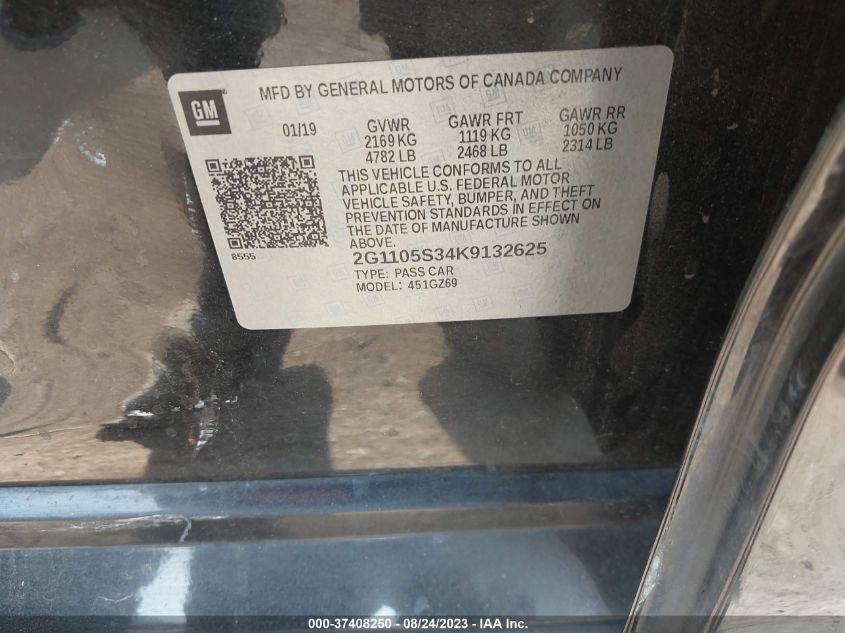 MFD BY GENERAL MOTORS OF CANADA COMPANY
GM
01/19 GVWR GAWR FRT GAWR RR
2169 KG 1119 KG 1050 KG
4782 LB 2468 LB 2314 LB
THIS VEHICLE CONFORMS TO ALL
APPLICABLE U.S. FEDERAL MOTOR
VEHICLE SAFETY, BUMPER, AND THEFT
PREVENTION STANDARDS IN EFFECT ON
THE DATE OF MANUFACTURE SHOWN
ABOVE.
8555
2G1105S34K9132625
TYPE: PASS CAR
MODEL: 451GZ69
000-37408250 - 08/24/2023 - IAA Inc.